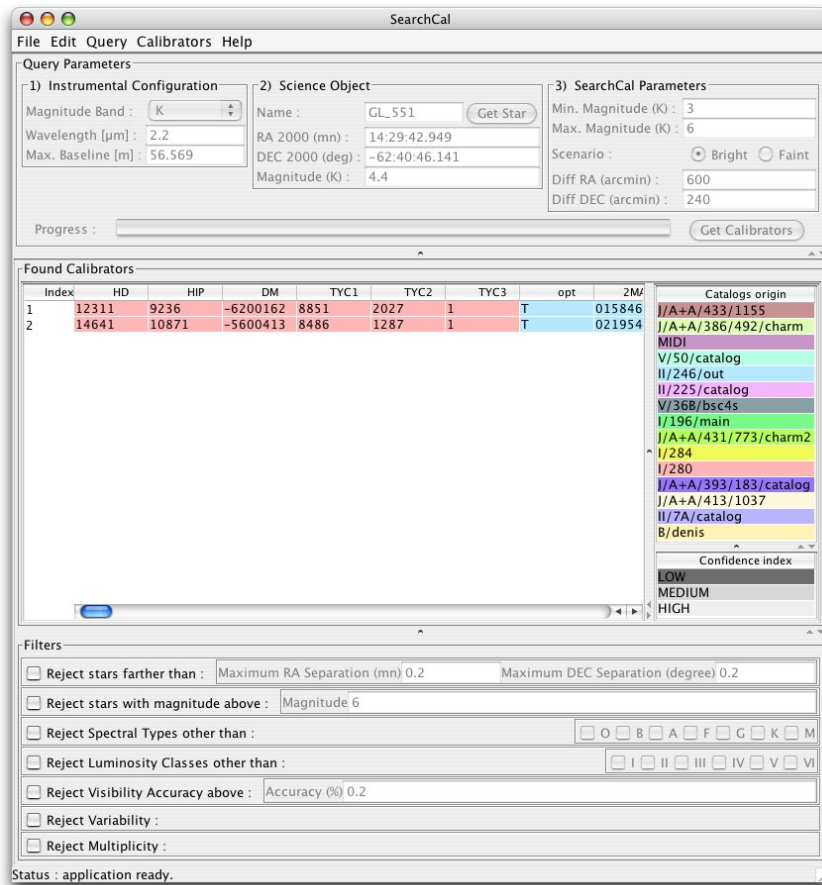 SearchCal
File Edit Query Calibrators Help
Query Parameters
1) Instrumental Configuration
Magnitude Band : K
Wavelength [μm] : 2.2
Max. Baseline [m] : 56.569
2) Science Object
Name : GL_551 Get Star
RA 2000 (mn) : 14:29:42.949
DEC 2000 (deg) : -62:40:46.141
Magnitude (K) : 4.4
3) SearchCal Parameters
Min. Magnitude (K) : 3
Max. Magnitude (K) : 6
Scenario : Bright Faint
Diff RA (arcmin) : 600
Diff DEC (arcmin) : 240
Progress : Get Calibrators
Found Calibrators
Index HD HIP DM TYC1 TYC2 TYC3 opt 2MA
1 12311 9236 -6200162 8851 2027 1 T 015846
2 14641 10871 -5600413 8486 1287 1 T 021954
Catalogs origin
J/A+A/433/1155
J/A+A/386/492/charm
MIDI
V/50/catalog
II/246/out
II/225/catalog
V/36B/bsc4s
I/196/main
J/A+A/431/773/charm2
I/284
I/280
J/A+A/393/183/catalog
J/A+A/413/1037
II/7A/catalog
B/denis
Confidence index
LOW
MEDIUM
HIGH
Filters
Reject stars farther than : Maximum RA Separation (mn) 0.2 Maximum DEC Separation (degree) 0.2
Reject stars with magnitude above : Magnitude 6
Reject Spectral Types other than : O B A F G K M
Reject Luminosity Classes other than : I II III IV V VI
Reject Visibility Accuracy above : Accuracy (%) 0.2
Reject Variability :
Reject Multiplicity :
Status : application ready.